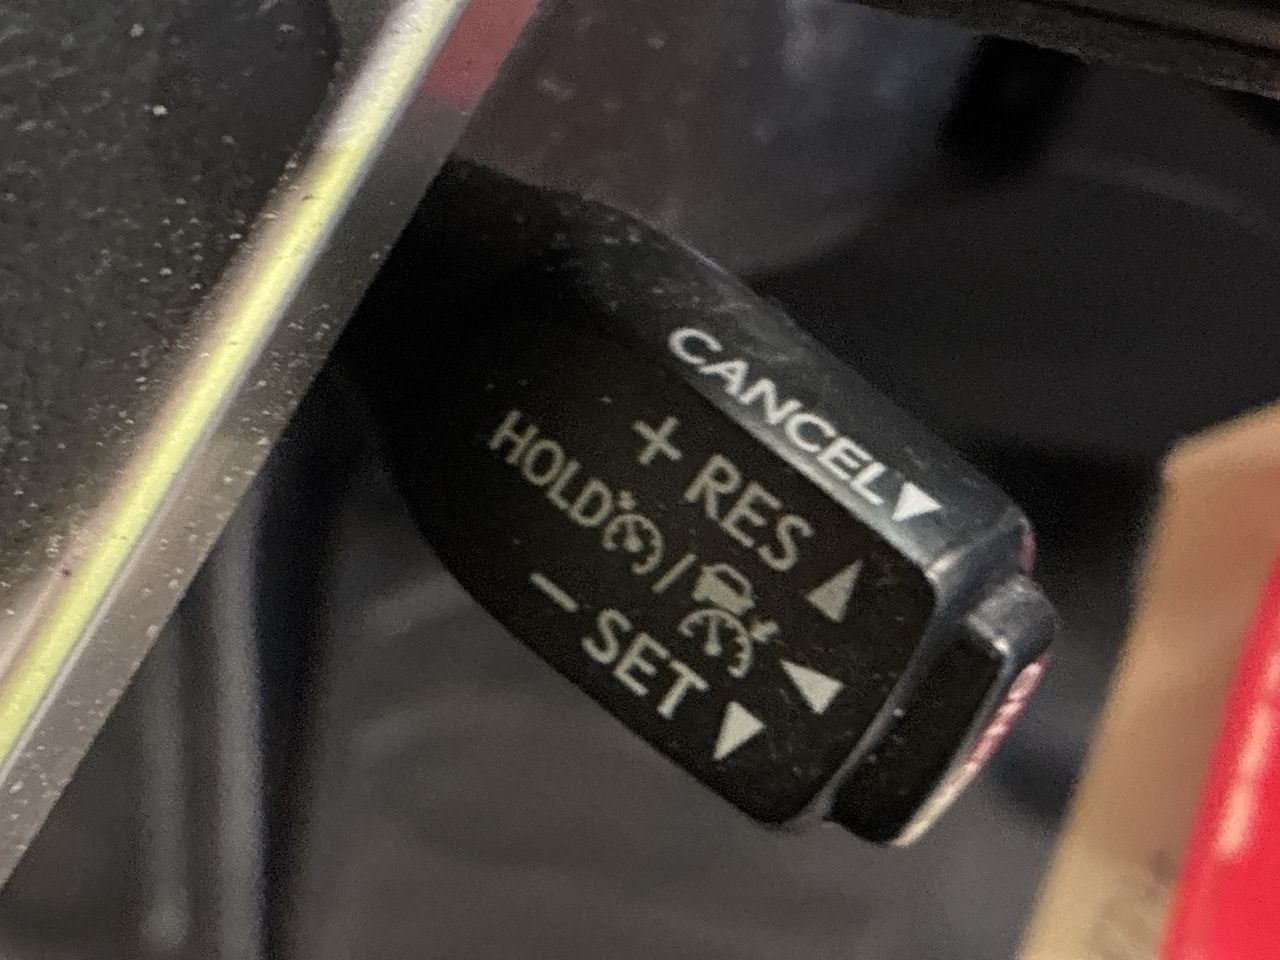 CANCEL
+ RES
HOLD /
- SET